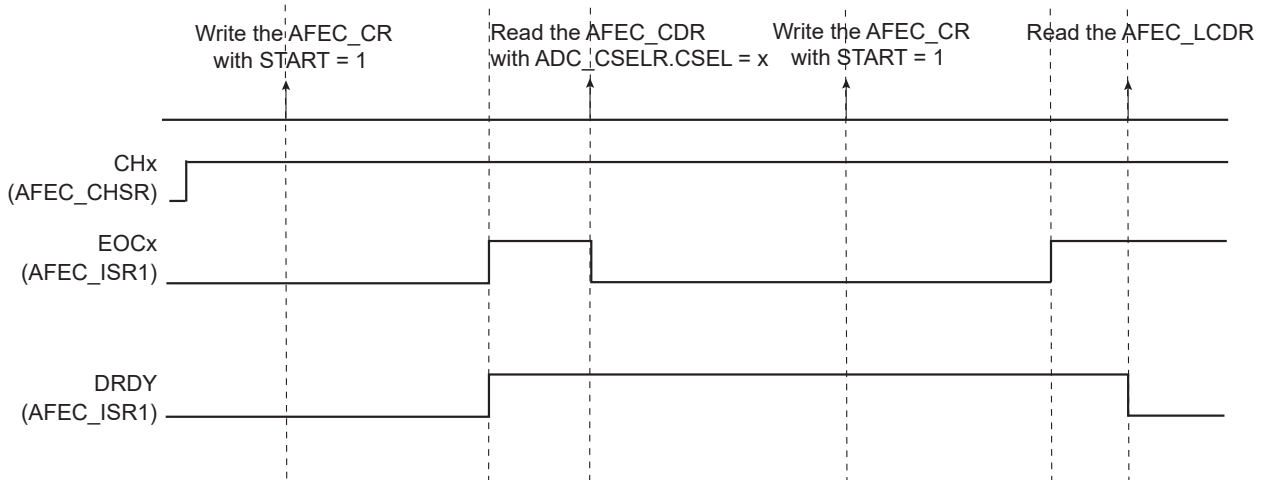 Write the AFEC_CR
with START = 1
Read the AFEC_CDR
with ADC_CSELR.CSEL = x
Write the AFEC_CR
with START = 1
Read the AFEC_LCDR
CHx
(AFEC_CHSR)
EOCx
(AFEC_ISR1)
DRDY
(AFEC_ISR1)